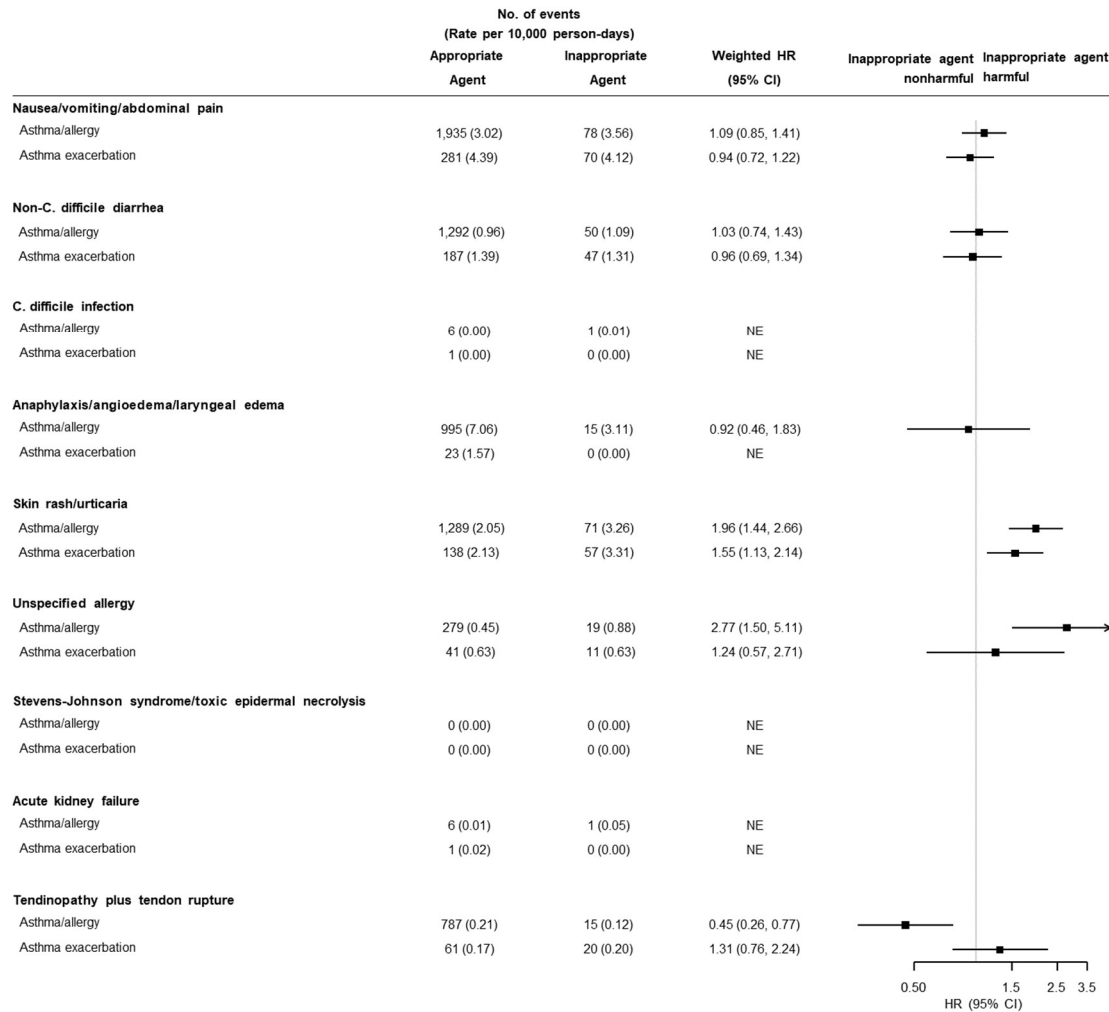 No. of events
(Rate per 10,000 person-days)
Appropriate Agent Inappropriate Agent Weighted HR (95% CI) Inappropriate agent nonharmful Inappropriate agent harmful
Nausea/vomiting/abdominal pain
Asthma/allergy 1,935 (3.02) 78 (3.56) 1.09 (0.85, 1.41)
Asthma exacerbation 281 (4.39) 70 (4.12) 0.94 (0.72, 1.22)
Non-C. difficile diarrhea
Asthma/allergy 1,292 (0.96) 50 (1.09) 1.03 (0.74, 1.43)
Asthma exacerbation 187 (1.39) 47 (1.31) 0.96 (0.69, 1.34)
C. difficile infection
Asthma/allergy 6 (0.00) 1 (0.01) NE
Asthma exacerbation 1 (0.00) 0 (0.00) NE
Anaphylaxis/angioedema/laryngeal edema
Asthma/allergy 995 (7.06) 15 (3.11) 0.92 (0.46, 1.83)
Asthma exacerbation 23 (1.57) 0 (0.00) NE
Skin rash/urticaria
Asthma/allergy 1,289 (2.05) 71 (3.26) 1.96 (1.44, 2.66)
Asthma exacerbation 138 (2.13) 57 (3.31) 1.55 (1.13, 2.14)
Unspecified allergy
Asthma/allergy 279 (0.45) 19 (0.88) 2.77 (1.50, 5.11)
Asthma exacerbation 41 (0.63) 11 (0.63) 1.24 (0.57, 2.71)
Stevens-Johnson syndrome/toxic epidermal necrolysis
Asthma/allergy 0 (0.00) 0 (0.00) NE
Asthma exacerbation 0 (0.00) 0 (0.00) NE
Acute kidney failure
Asthma/allergy 6 (0.01) 1 (0.05) NE
Asthma exacerbation 1 (0.02) 0 (0.00) NE
Tendinopathy plus tendon rupture
Asthma/allergy 787 (0.21) 15 (0.12) 0.45 (0.26, 0.77)
Asthma exacerbation 61 (0.17) 20 (0.20) 1.31 (0.76, 2.24)
0.50 1.5 2.5 3.5
HR (95% CI)